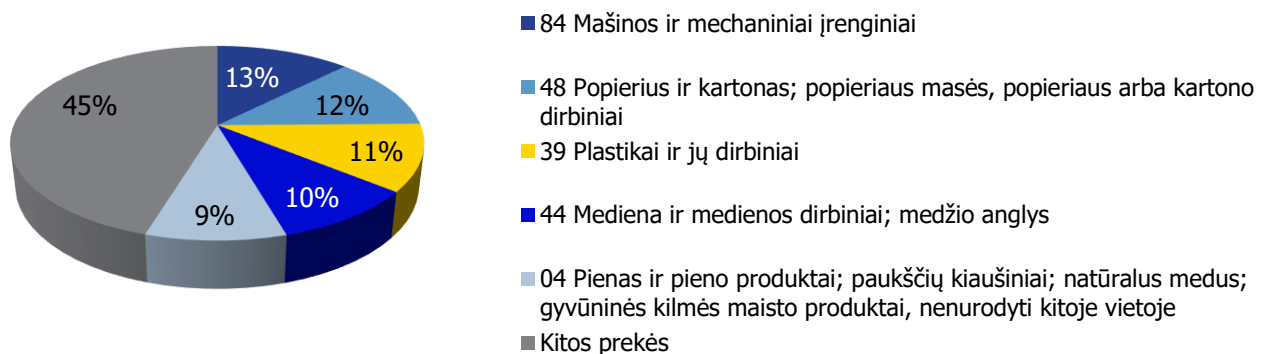 13%
12%
11%
10%
9%
45%
84 Mašinos ir mechaniniai įrenginiai
48 Popierius ir kartonas; popieriaus masės, popieriaus arba kartono
dirbiniai
39 Plastikai ir jų dirbiniai
44 Mediena ir medienos dirbiniai; medžio anglys
04 Pienas ir pieno produktai; paukščių kiaušiniai; natūralus medus;
gyvūninės kilmės maisto produktai, nenurodyti kitoje vietoje
Kitos prekės